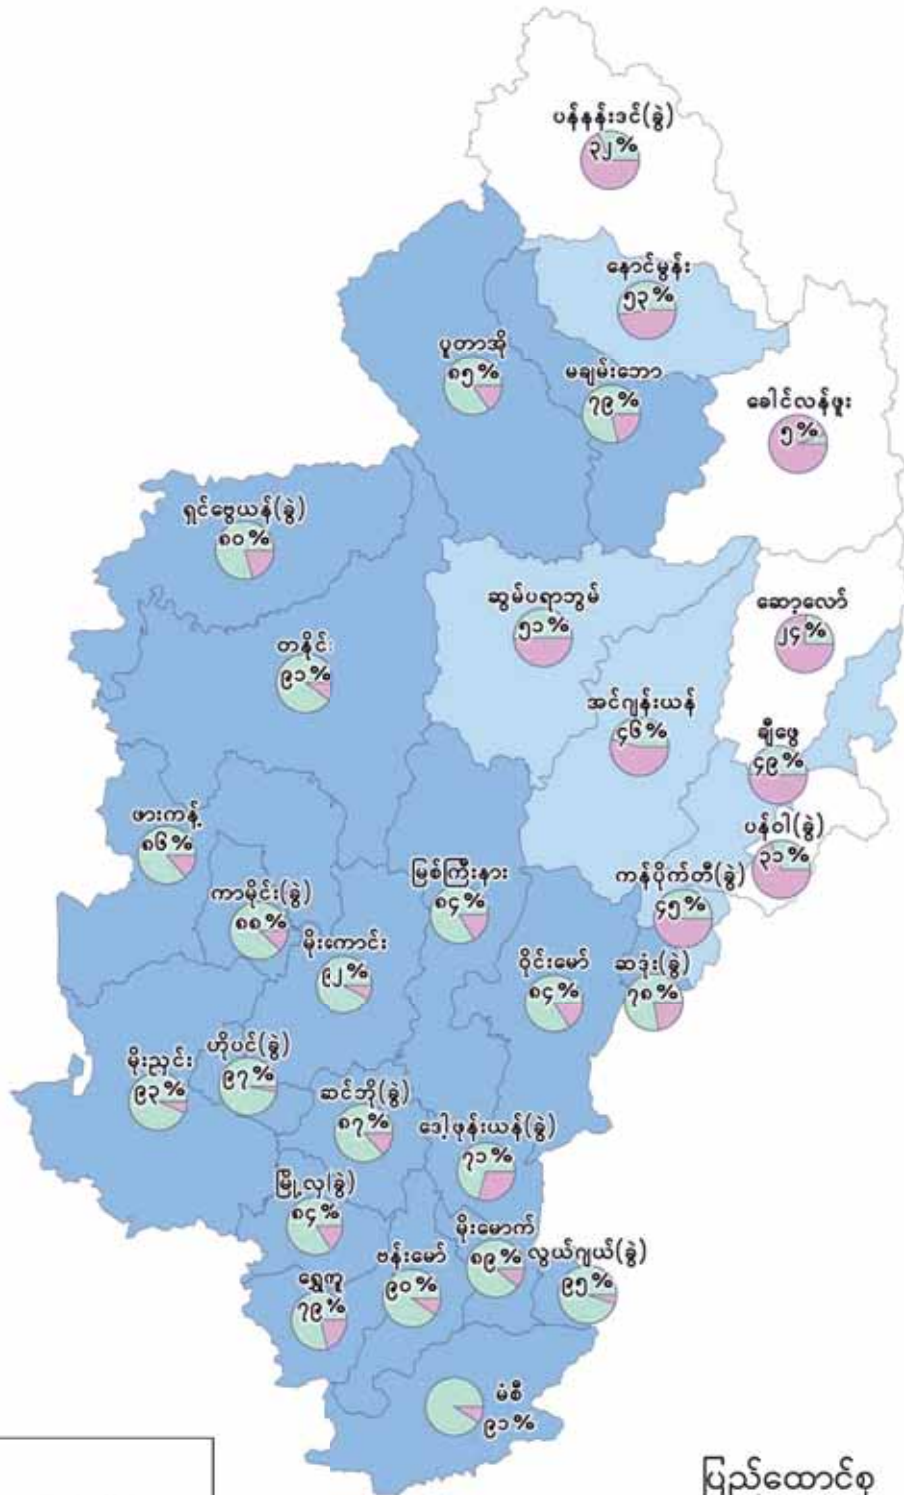 ပန်နန်းဒင်(ခွဲ)
၃၂%
နောင်မွန်း
၅၃%
ပူတာအို
၈၅%
မချမ်းဘော
၇၉%
ခေါင်လန်ဖူး
၅%
ရှင်ဗွေယန်(ခွဲ)
၈၀%
ဆွမ်ပရာဘွမ်
၅၁%
ဆော့လော်
၂၄%
တနိုင်း
၉၁%
အင်ဂျန်းယန်
၄၆%
ချီဖွေ
၄၉%
ဖားကန့်
၈၆%
ပန်ဝါ(ခွဲ)
၃၁%
မြစ်ကြီးနား
၈၄%
ကန်ပိုက်တီ(ခွဲ)
၄၅%
ကာမိုင်း(ခွဲ)
၈၈%
မိုးကောင်း
၉၂%
ဝိုင်းမော်
၈၄%
ဆဒုံး(ခွဲ)
၇၈%
မိုးညှင်း
၉၃%
ဟိုပင်(ခွဲ)
၉၇%
ဆင်ဘို(ခွဲ)
၈၇%
ဒေါ့ဖုန်းယန်(ခွဲ)
၇၁%
မြို့လှ(ခွဲ)
၈၄%
မိုးမောက်
၈၉%
လွယ်ဂျယ်(ခွဲ)
၉၅%
ဗန်းမော်
၉၀%
ရွှေကူ
၇၉%
မံစီ
၉၁%
ပြည်ထောင်စု